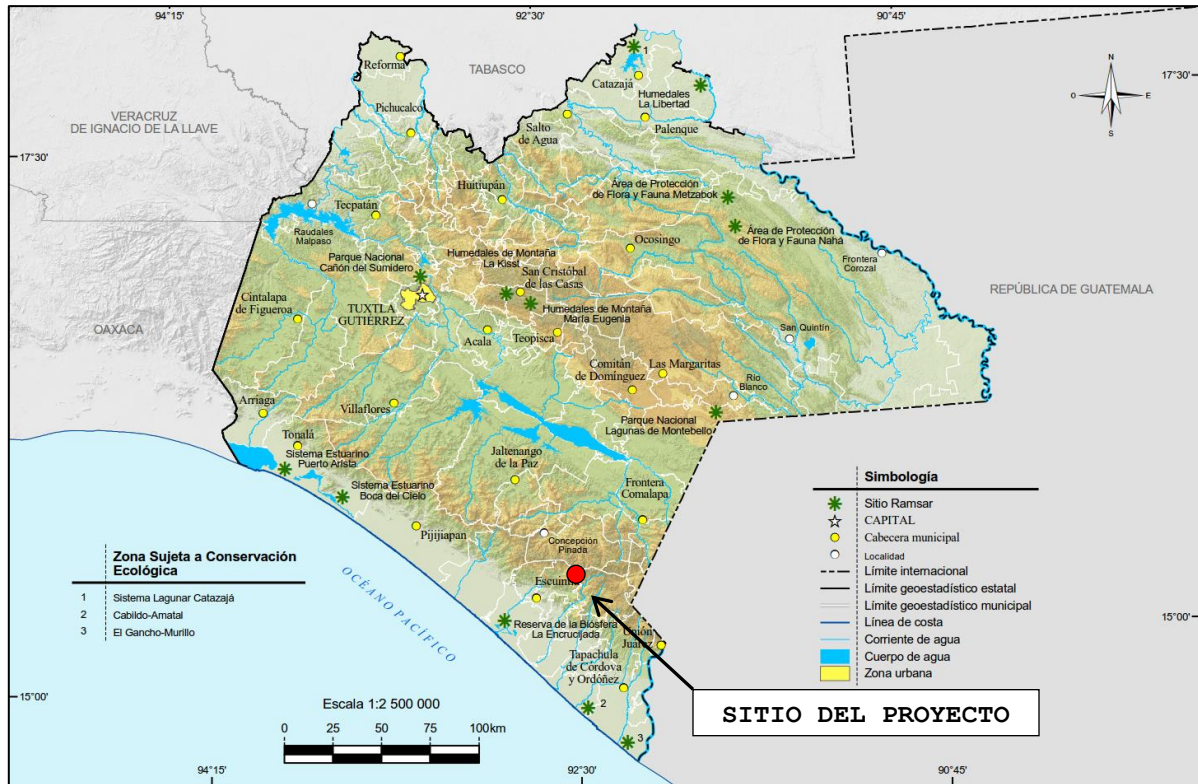 94°15'
92°30'
90°45'
17°30'
N
O
E
S
TABASCO
Reforma
1
Catazajá
Humedales
La Libertad
Pichucalco
VERACRUZ
DE IGNACIO DE LA LLAVE
Salto
de Agua
Palenque
17°30'
Huitiupán
Área de Protección
de Flora y Fauna Metzabok
Tecpatán
Raudales
Malpaso
Área de Protección
de Flora y Fauna Nahá
Ocosingo
Humedales de Montaña
La Kisst
Parque Nacional
Cañón del Sumidero
San Cristóbal
de las Casas
Frontera
Corozal
REPÚBLICA DE GUATEMALA
Cintalapa
de Figueroa
TUXTLA
GUTIÉRREZ
Humedales de Montaña
María Eugenia
OAXACA
Acala
Teopisca
San Quintín
Comitán
de Domínguez
Las Margaritas
Río
Blanco
Arriaga
Villaflores
Parque Nacional
Lagunas de Montebello
Tonalá
Sistema Estuarino
Puerto Arista
Jaltenango
de la Paz
Sistema Estuarino
Boca del Cielo
Frontera
Comalapa
Pijijiapan
Concepción
Pinada
Escuintla
Reserva de la Biósfera
La Encrucijada
Unión
Juárez
Tapachula
de Córdova
y Ordóñez
2
3
OCÉANO PACÍFICO
Zona Sujeta a Conservación
Ecológica
1 Sistema Lagunar Catazajá
2 Cabildo-Amatal
3 El Gancho-Murillo
Simbología
Sitio Ramsar
CAPITAL
Cabecera municipal
Localidad
Límite internacional
Límite geoestadístico estatal
Límite geoestadístico municipal
Línea de costa
Corriente de agua
Cuerpo de agua
Zona urbana
15°00'
15°00'
SITIO DEL PROYECTO
Escala 1:2 500 000
0 25 50 75 100km
94°15'
92°30'
90°45'